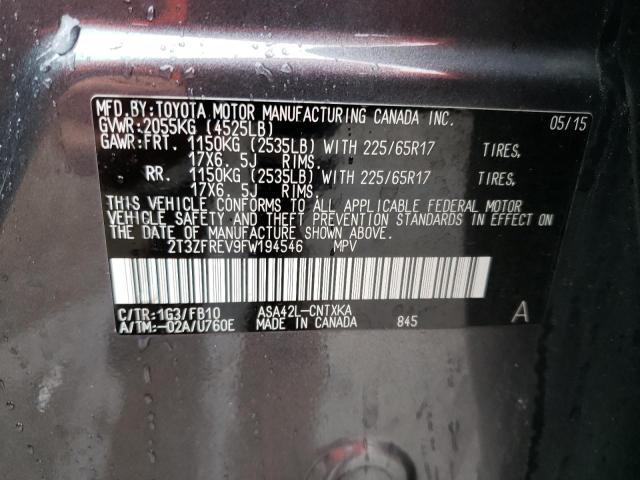 MFD.BY:TOYOTA MOTOR MANUFACTURING CANADA INC. 05/15
GVWR:2055KG (4525LB)
GAWR:FRT. 1150KG (2535LB) WITH 225/65R17 TIRES,
17X6. 5J RIMS.
RR. 1150KG (2535LB) WITH 225/65R17 TIRES,
17X6. 5J RIMS.
THIS VEHICLE CONFORMS TO ALL APPLICABLE FEDERAL MOTOR
VEHICLE SAFETY AND THEFT PREVENTION STANDARDS IN EFFECT ON
THE DATE OF MANUFACTURE SHOWN ABOVE.
2T3ZFREV9FW194546 MPV
C/TR:1G3/FB10 ASA42L-CNTXKA A
A/TM:-02A/U760E MADE IN CANADA 845